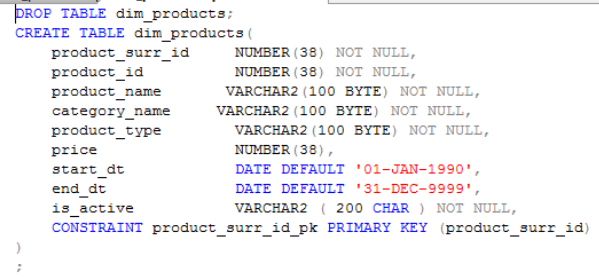 DROP TABLE dim_products;
CREATE TABLE dim_products(
product_surr_id NUMBER(38) NOT NULL,
product_id NUMBER(38) NOT NULL,
product_name VARCHAR2(100 BYTE) NOT NULL,
category_name VARCHAR2(100 BYTE) NOT NULL,
product_type VARCHAR2(100 BYTE) NOT NULL,
price NUMBER(38),
start_dt DATE DEFAULT '01-JAN-1990',
end_dt DATE DEFAULT '31-DEC-9999',
is_active VARCHAR2 ( 200 CHAR ) NOT NULL,
CONSTRAINT product_surr_id_pk PRIMARY KEY (product_surr_id)
)
;